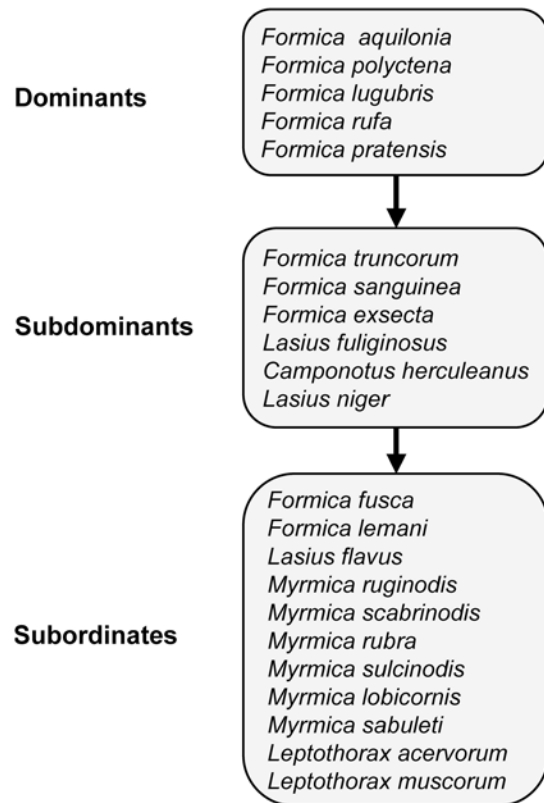 Dominants
Formica aquilonia
Formica polyctena
Formica lugubris
Formica rufa
Formica pratensis
Subdominants
Formica truncorum
Formica sanguinea
Formica exsecta
Lasius fuliginosus
Camponotus herculeanus
Lasius niger
Subordinates
Formica fusca
Formica lemani
Lasius flavus
Myrmica ruginodis
Myrmica scabrinodis
Myrmica rubra
Myrmica sulcinodis
Myrmica lobicornis
Myrmica sabuleti
Leptothorax acervorum
Leptothorax muscorum